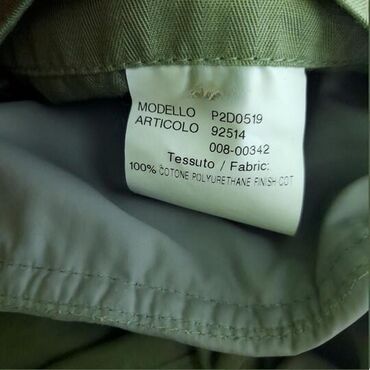 MODELLO P2D0519
ARTICOLO 92514
008-00342
Tessuto / Fabric:
100% COTONE POLYURETHANE FINISH COT